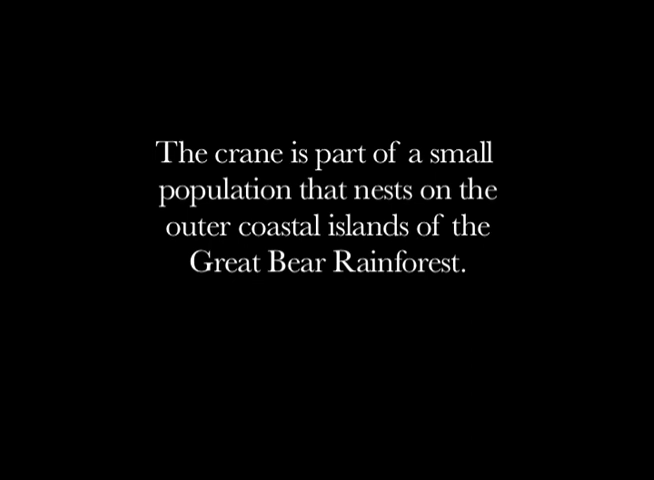 The crane is part of a small
population that nests on the
outer coastal islands of the
Great Bear Rainforest.